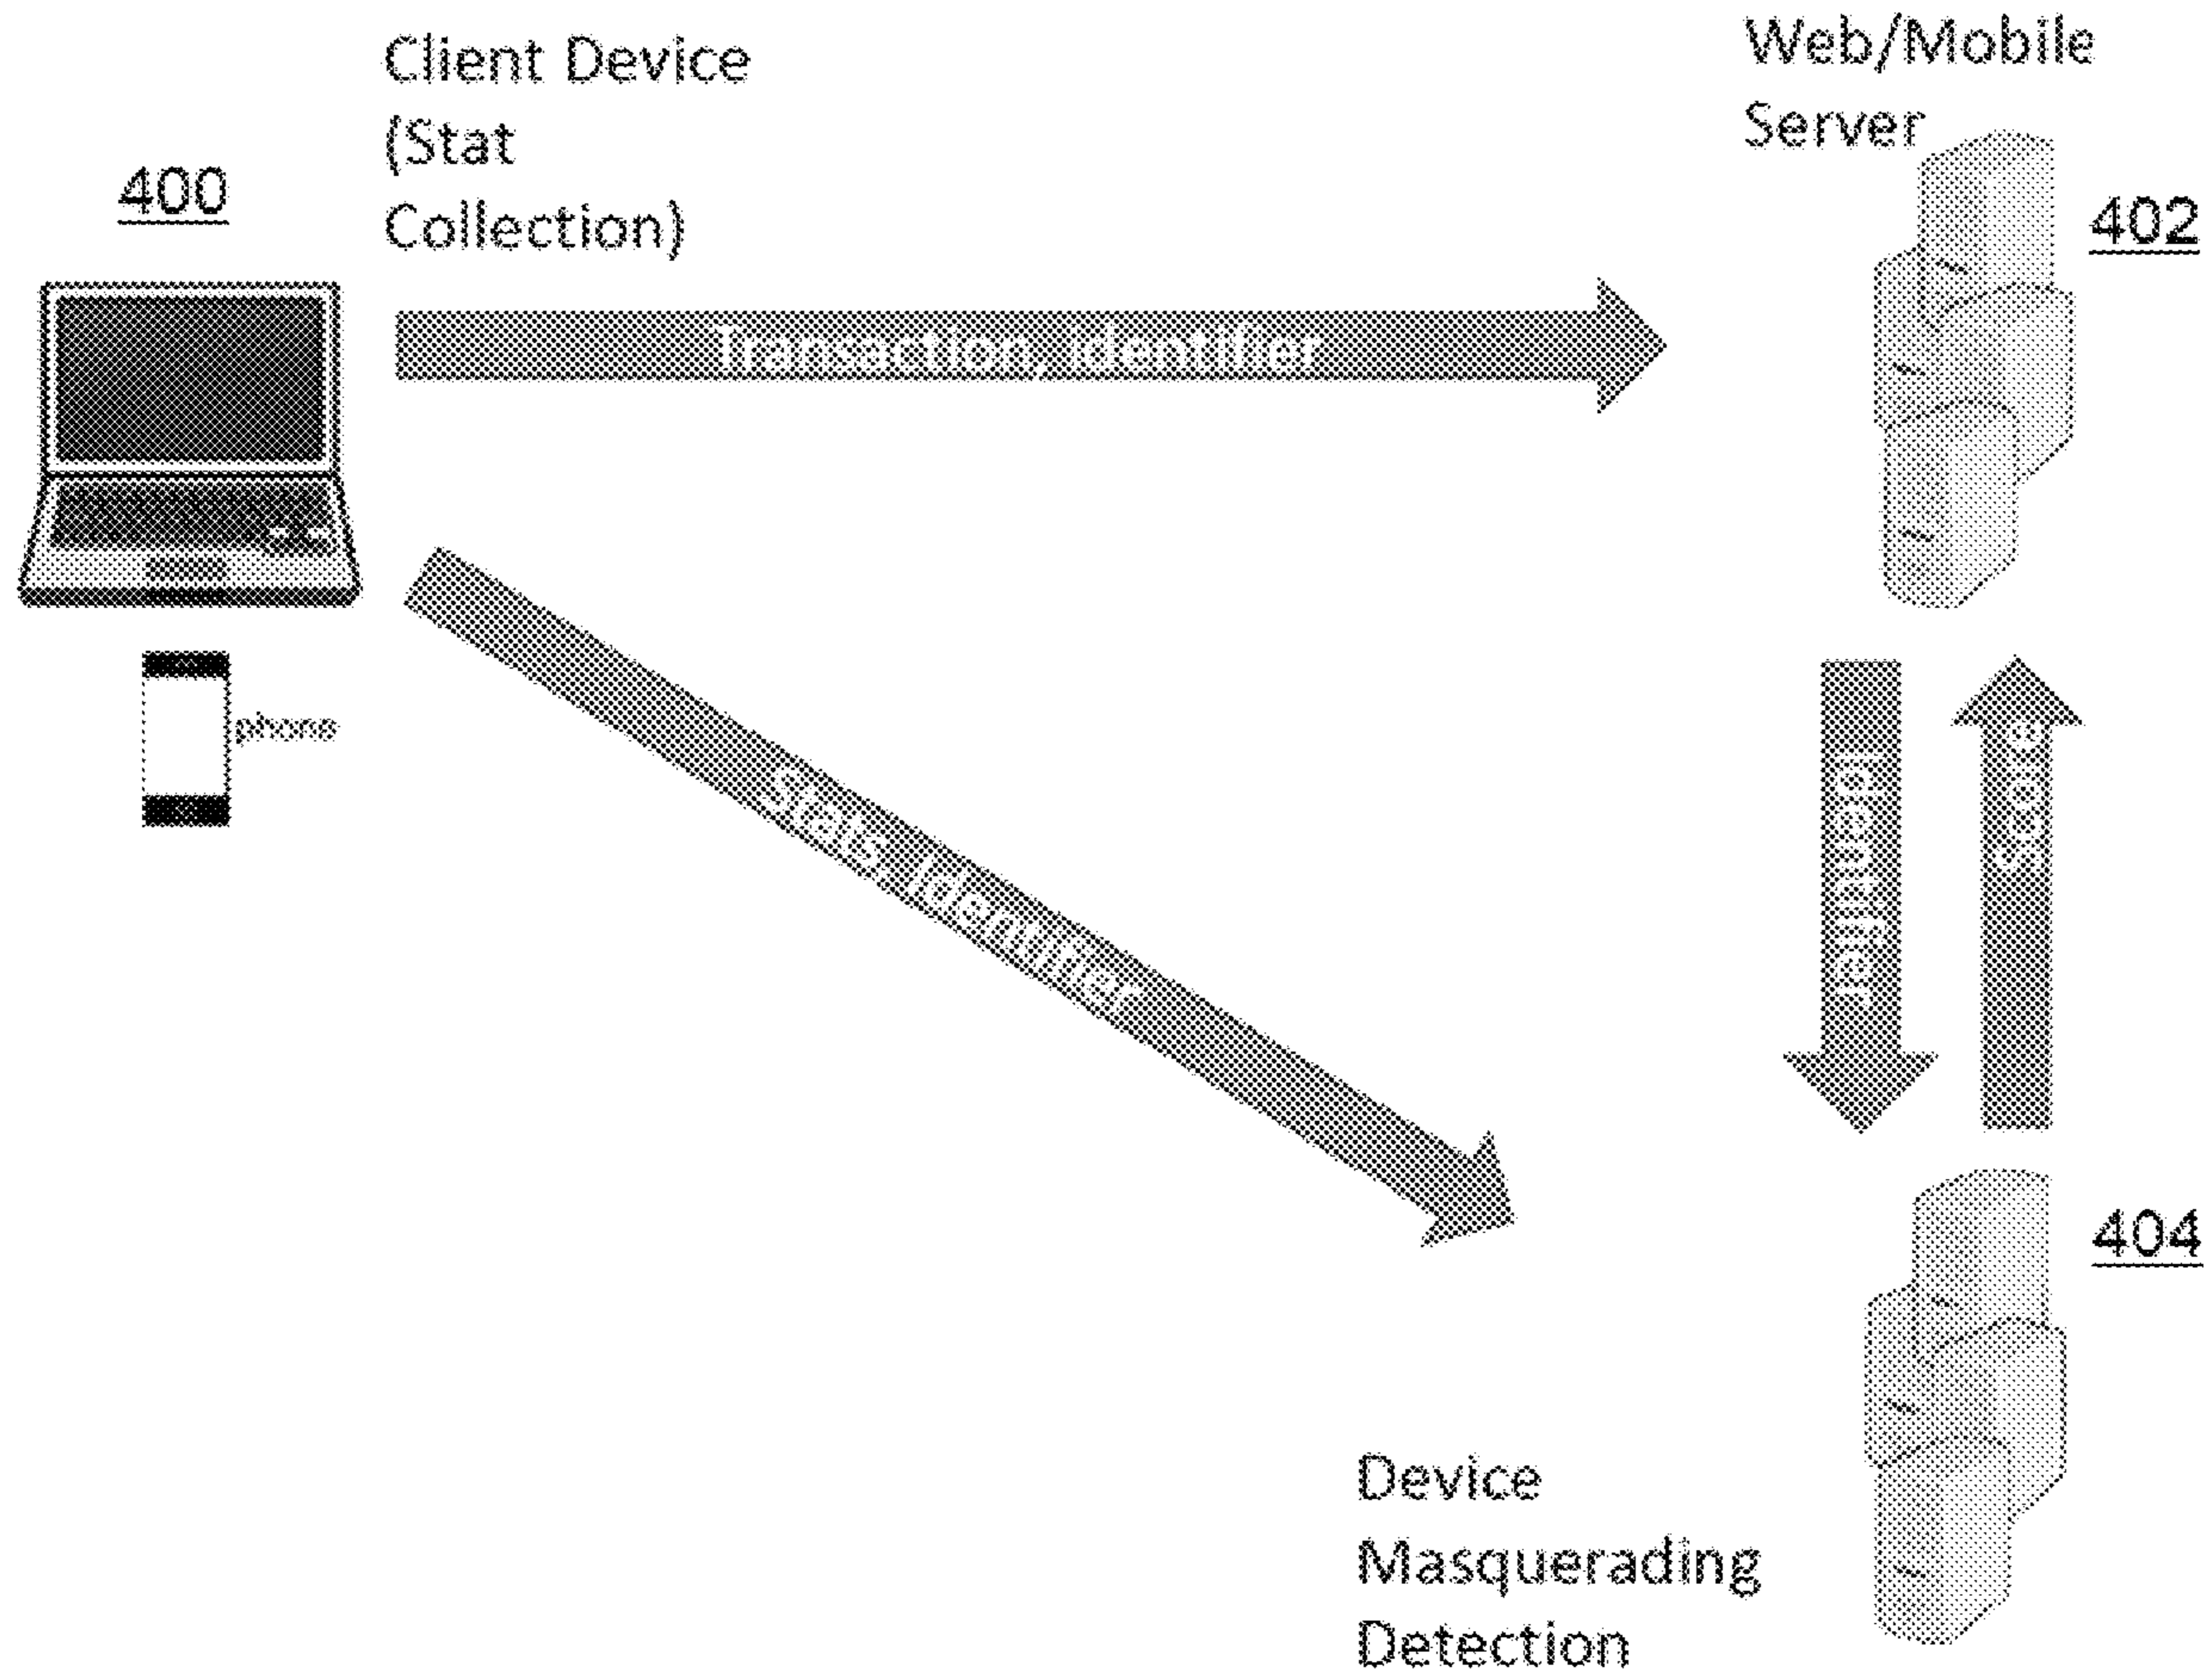 Client Device
(Stat
Collection)
400
Web/Mobile
Server
402
Transaction, identifier
phone
Stats, Identifier
Identifier
Score
404
Device
Masquerading
Detection